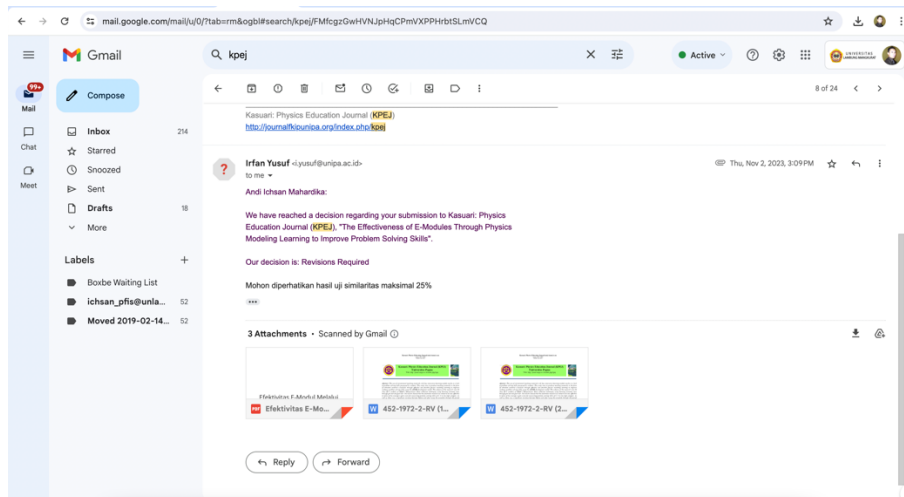 mail.google.com/mail/u/0/?tab=rm&ogbl#search/kpej/FMfcgzGwHVNJpHqCPmVXPPHrbtSLmVCQ
Gmail
kpej
Active
UNIVERSITAS
LAMBUNG MANGKURAT
99+
Mail
Chat
Meet
Compose
Inbox 214
Starred
Snoozed
Sent
Drafts 18
More
Labels
Boxbe Waiting List
ichsan_pfis@unla... 52
Moved 2019-02-14... 52
8 of 24
Kasuari: Physics Education Journal (KPEJ)
http://journalfkipunipa.org/index.php/kpej
Irfan Yusuf <i.yusuf@unipa.ac.id>
to me
Thu, Nov 2, 2023, 3:09 PM
Andi Ichsan Mahardika:
We have reached a decision regarding your submission to Kasuari: Physics
Education Journal (KPEJ), "The Effectiveness of E-Modules Through Physics
Modeling Learning to Improve Problem Solving Skills".
Our decision is: Revisions Required
Mohon diperhatikan hasil uji similaritas maksimal 25%
3 Attachments • Scanned by Gmail
Efektivitas E-Modul Melalui
PDF Efektivitas E-Mo...
W 452-1972-2-RV (1...
W 452-1972-2-RV (2...
Reply
Forward